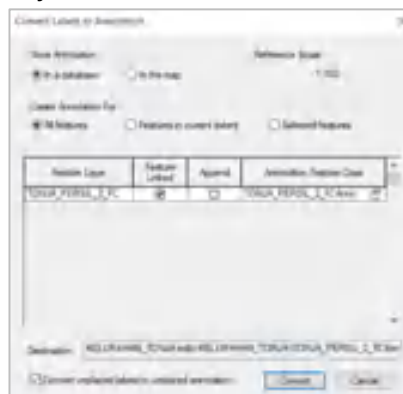 Convert Labels to Annotation
Store Annotation
In a database
In the map
Reference Scale
Create Annotation For
All features
Features in current extent
Selected features
Feature Layer
Feature Linked
Append
Annotation Feature Class
Destination:
Convert unplaced labels to unplaced annotation
Convert
Cancel